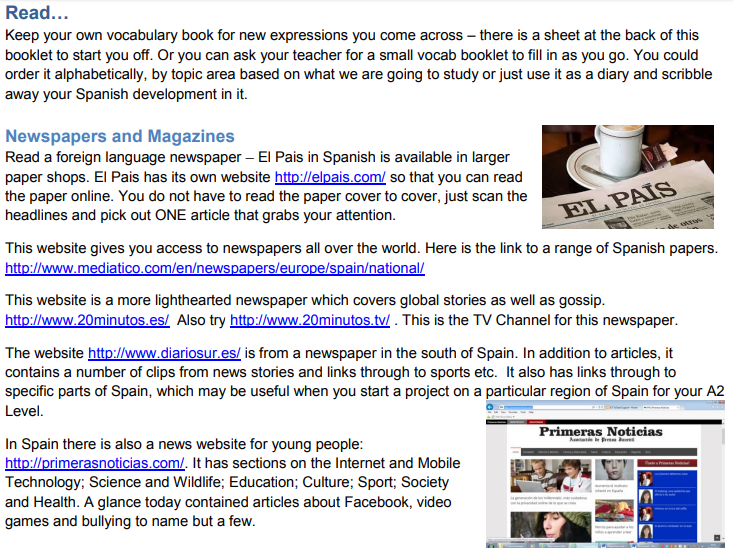 Read…
Keep your own vocabulary book for new expressions you come across – there is a sheet at the back of this
booklet to start you off. Or you can ask your teacher for a small vocab booklet to fill in as you go. You could
order it alphabetically, by topic area based on what we are going to study or just use it as a diary and scribble
away your Spanish development in it.
Newspapers and Magazines
Read a foreign language newspaper – El Pais in Spanish is available in larger
paper shops. El Pais has its own website http://elpais.com/ so that you can read
the paper online. You do not have to read the paper cover to cover, just scan the
headlines and pick out ONE article that grabs your attention.
EL PAÍS
This website gives you access to newspapers all over the world. Here is the link to a range of Spanish papers.
http://www.mediatico.com/en/newspapers/europe/spain/national/
This website is a more lighthearted newspaper which covers global stories as well as gossip.
http://www.20minutos.es/ Also try http://www.20minutos.tv/ . This is the TV Channel for this newspaper.
The website http://www.diariosur.es/ is from a newspaper in the south of Spain. In addition to articles, it
contains a number of clips from news stories and links through to sports etc. It also has links through to
specific parts of Spain, which may be useful when you start a project on a particular region of Spain for your A2
Level.
In Spain there is also a news website for young people:
http://primerasnoticias.com/. It has sections on the Internet and Mobile
Technology; Science and Wildlife; Education; Culture; Sport; Society
and Health. A glance today contained articles about Facebook, video
games and bullying to name but a few.
Primeras Noticias
Asociación de Prensa Juvenil